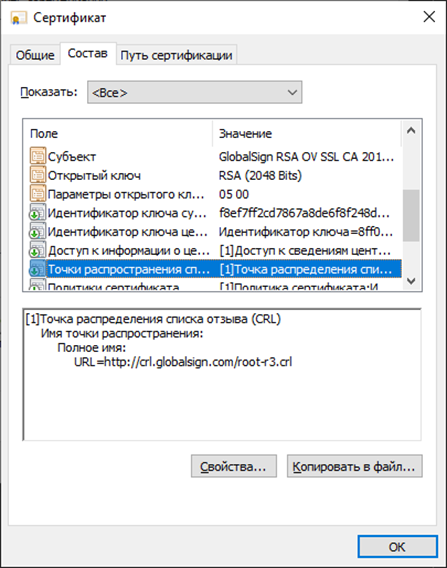 Сертификат
Общие Состав Путь сертификации
Показать: <Все>
Поле Значение
Субъект GlobalSign RSA OV SSL CA 201...
Открытый ключ RSA (2048 Bits)
Параметры открытого кл... 05 00
Идентификатор ключа су... f8ef7ff2cd7867a8de6f8f248d...
Идентификатор ключа це... Идентификатор ключа=8ff0...
Доступ к информации о це... [1]Доступ к сведениям цент...
Точки распространения сп... [1]Точка распределения спи...
Политики сертификата [1]Политика сертификата:И
[1]Точка распределения списка отзыва (CRL)
Имя точки распространения:
Полное имя:
URL=http://crl.globalsign.com/root-r3.crl
Свойства... Копировать в файл...
ОК